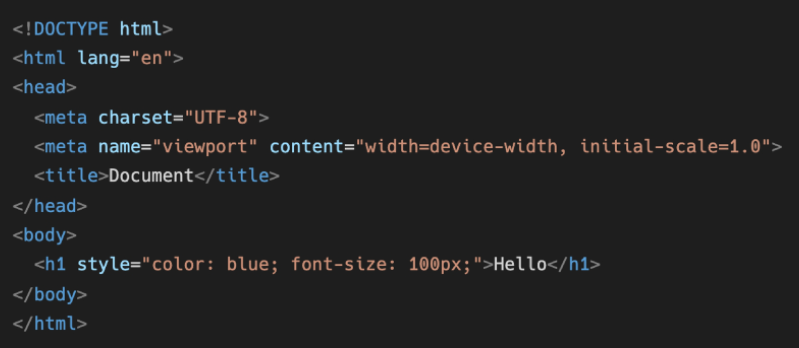 <!DOCTYPE html>
<html lang="en">
<head>
  <meta charset="UTF-8">
  <meta name="viewport" content="width=device-width, initial-scale=1.0">
  <title>Document</title>
</head>
<body>
  <h1 style="color: blue; font-size: 100px;">Hello</h1>
</body>
</html>